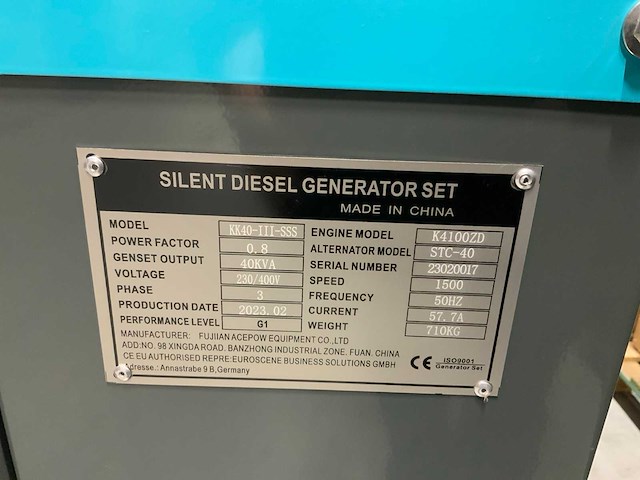 SILENT DIESEL GENERATOR SET
MADE IN CHINA
MODEL KK40-III-SSS
POWER FACTOR 0.8
GENSET OUTPUT 40KVA
VOLTAGE 230/400V
PHASE 3
PRODUCTION DATE 2023.02
PERFORMANCE LEVEL G1
ENGINE MODEL K4100ZD
ALTERNATOR MODEL STC-40
SERIAL NUMBER 23020017
SPEED 1500
FREQUENCY 50HZ
CURRENT 57.7A
WEIGHT 710KG
MANUFACTURER: FUJIIAN ACEPOW EQUIPMENT CO.,LTD
ADD:NO. 98 XINGDA ROAD, BANZHONG INDUSTRIAL ZONE, FUAN. CHINA
CE EU AUTHORISED REPRE:EUROSCENE BUSINESS SOLUTIONS GMBH
Adresse.: Annastrabe 9 B,Germany
CE ISO9001
Generator Set